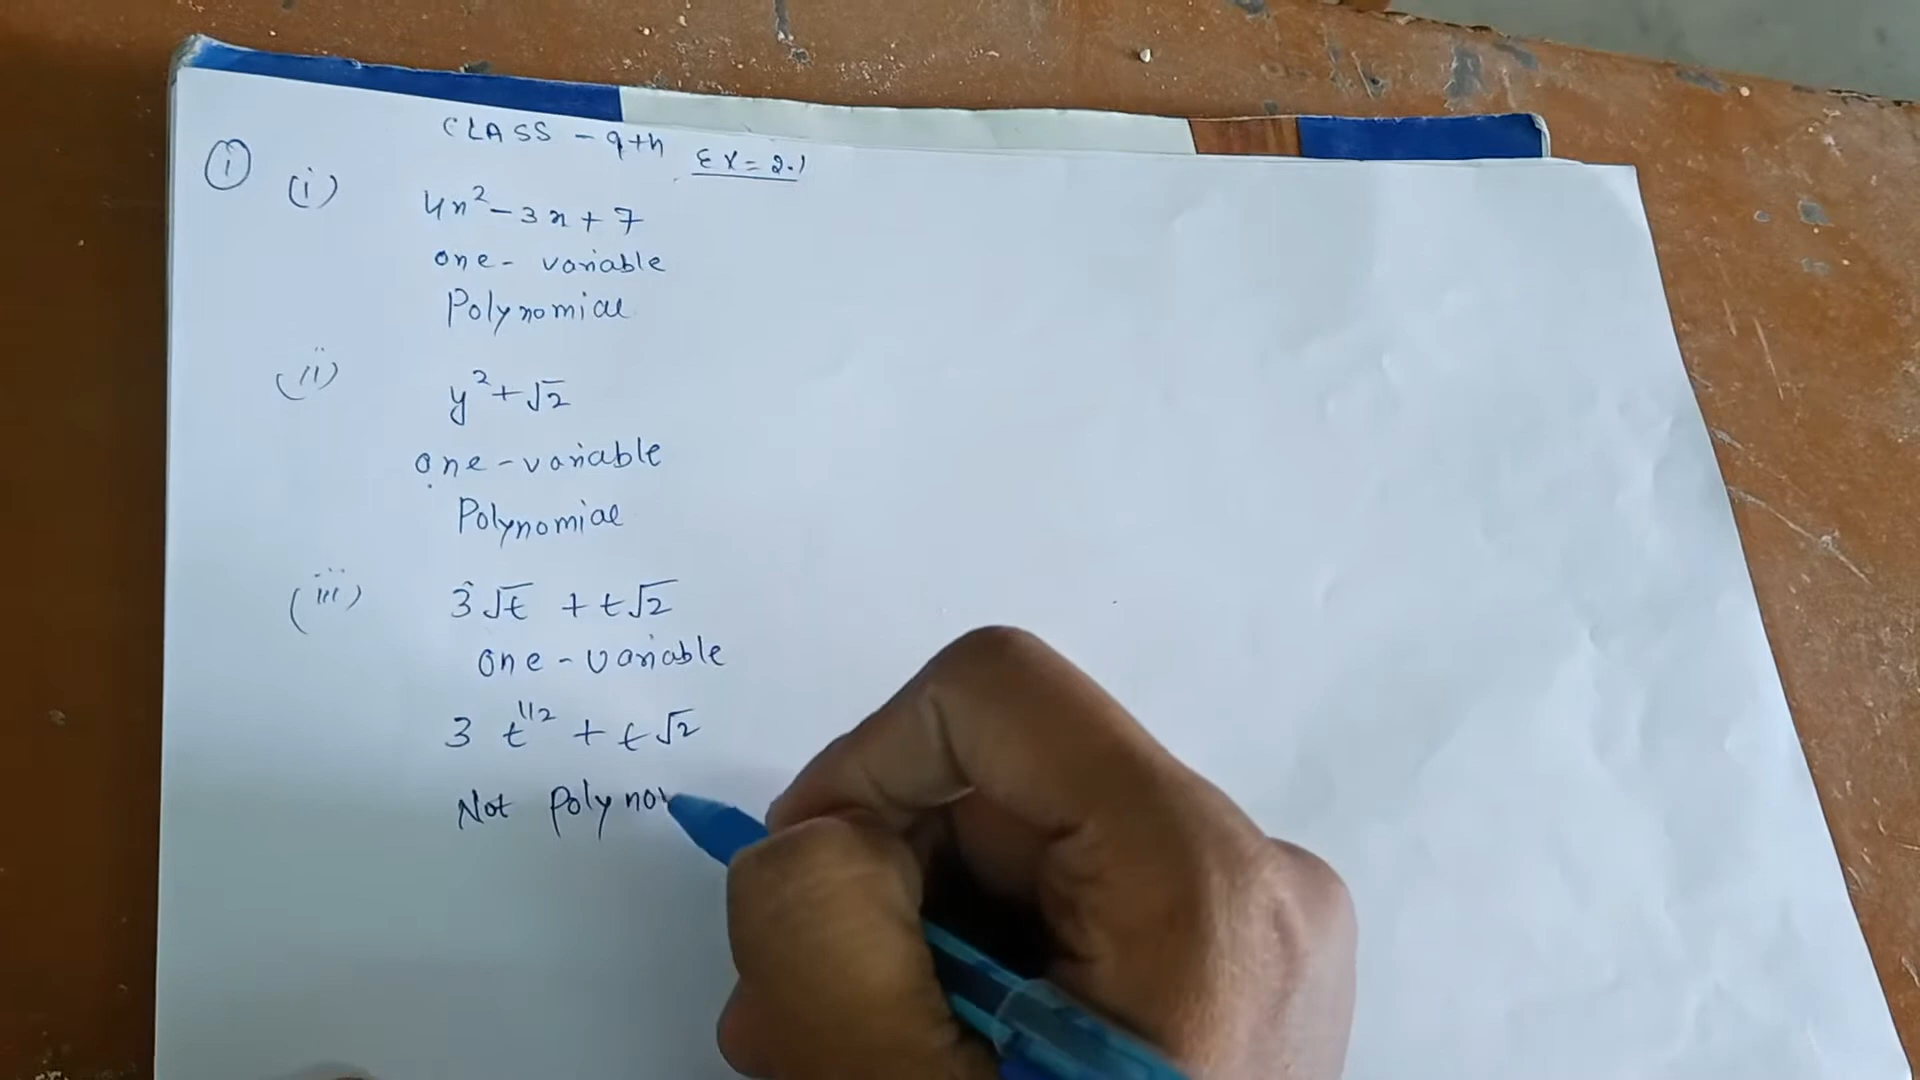 CLASS - 9th EX = 2.1
① (i) 4x² - 3x + 7
one - variable
Polynomial
(ii) y² + √2
one - variable
Polynomial
(iii) 3√t + t√2
one - variable
3 t^1/2 + t√2
Not Polyno